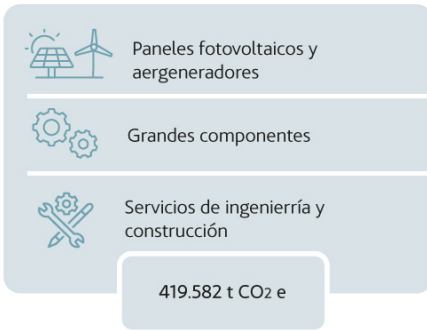 Paneles fotovoltaicos y
aergeneradores
Grandes componentes
Servicios de ingenierría y
construcción
419.582 t CO2 e